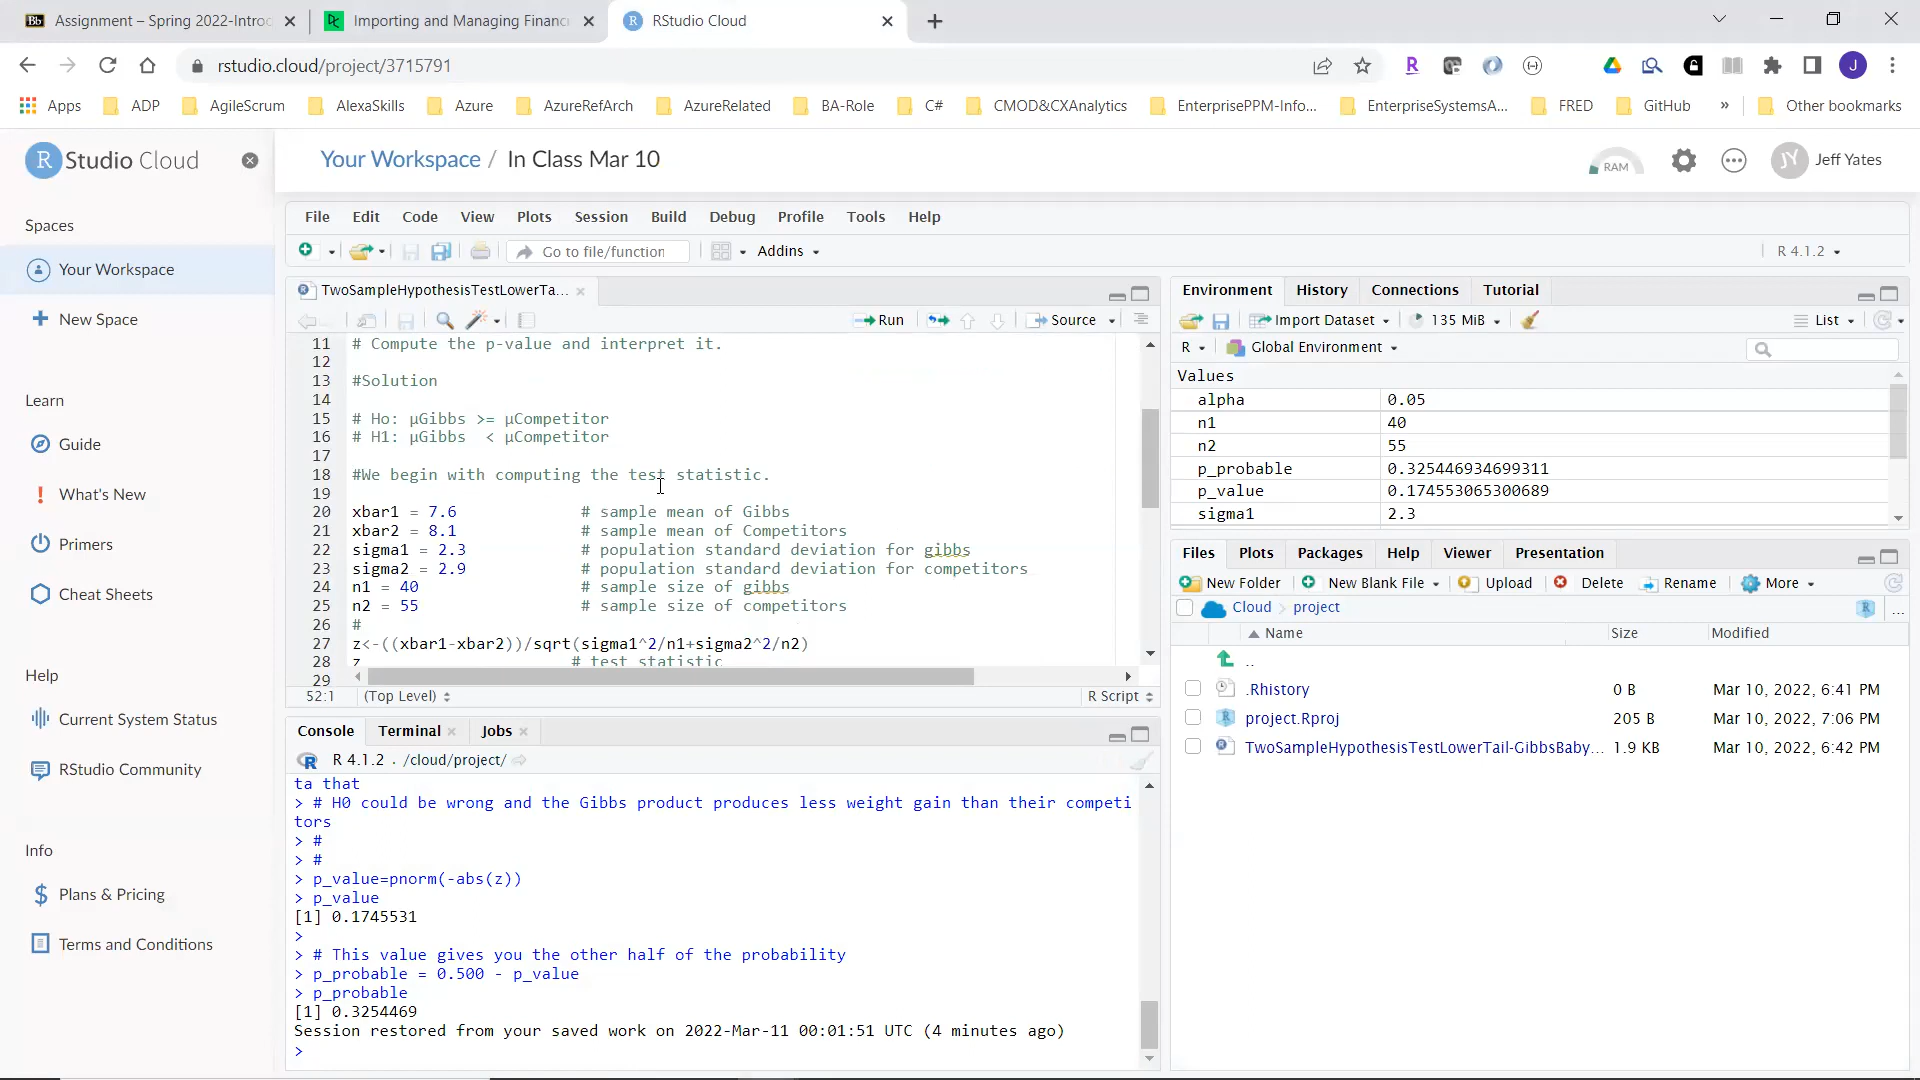 Assignment – Spring 2022-Introc
Importing and Managing Financ
RStudio Cloud
rstudio.cloud/project/3715791
Apps
ADP
AgileScrum
AlexaSkills
Azure
AzureRefArch
AzureRelated
BA-Role
C#
CMOD&CXAnalytics
EnterprisePPM-Info...
EnterpriseSystemsA...
FRED
GitHub
»
Other bookmarks
R Studio Cloud
Your Workspace / In Class Mar 10
RAM
JY Jeff Yates
Spaces
Your Workspace
New Space
Learn
Guide
What's New
Primers
Cheat Sheets
Help
Current System Status
RStudio Community
Info
Plans & Pricing
Terms and Conditions
File Edit Code View Plots Session Build Debug Profile Tools Help
Go to file/function
Addins
R 4.1.2
TwoSampleHypothesisTestLowerTa...
Run
Source
11 # Compute the p-value and interpret it.
12
13 #Solution
14
15 # Ho: µGibbs >= µCompetitor
16 # H1: µGibbs  < µCompetitor
17
18 #We begin with computing the test statistic.
19
20 xbar1 = 7.6 # sample mean of Gibbs
21 xbar2 = 8.1 # sample mean of Competitors
22 sigma1 = 2.3 # population standard deviation for gibbs
23 sigma2 = 2.9 # population standard deviation for competitors
24 n1 = 40 # sample size of gibbs
25 n2 = 55 # sample size of competitors
26 #
27 z<-((xbar1-xbar2))/sqrt(sigma1^2/n1+sigma2^2/n2)
28 z # test statistic
29
52:1 (Top Level) R Script
Console Terminal Jobs
R 4.1.2 . /cloud/project/
ta that
> # H0 could be wrong and the Gibbs product produces less weight gain than their competi
tors
> #
> #
> p_value=pnorm(-abs(z))
> p_value
[1] 0.1745531
>
> # This value gives you the other half of the probability
> p_probable = 0.500 - p_value
> p_probable
[1] 0.3254469
Session restored from your saved work on 2022-Mar-11 00:01:51 UTC (4 minutes ago)
>
Environment History Connections Tutorial
Import Dataset
135 MiB
List
R
Global Environment
Values
alpha 0.05
n1 40
n2 55
p_probable 0.325446934699311
p_value 0.174553065300689
sigma1 2.3
Files Plots Packages Help Viewer Presentation
New Folder New Blank File Upload Delete Rename More
Cloud project ...
Name Size Modified
..
.Rhistory 0 B Mar 10, 2022, 6:41 PM
project.Rproj 205 B Mar 10, 2022, 7:06 PM
TwoSampleHypothesisTestLowerTail-GibbsBaby... 1.9 KB Mar 10, 2022, 6:42 PM